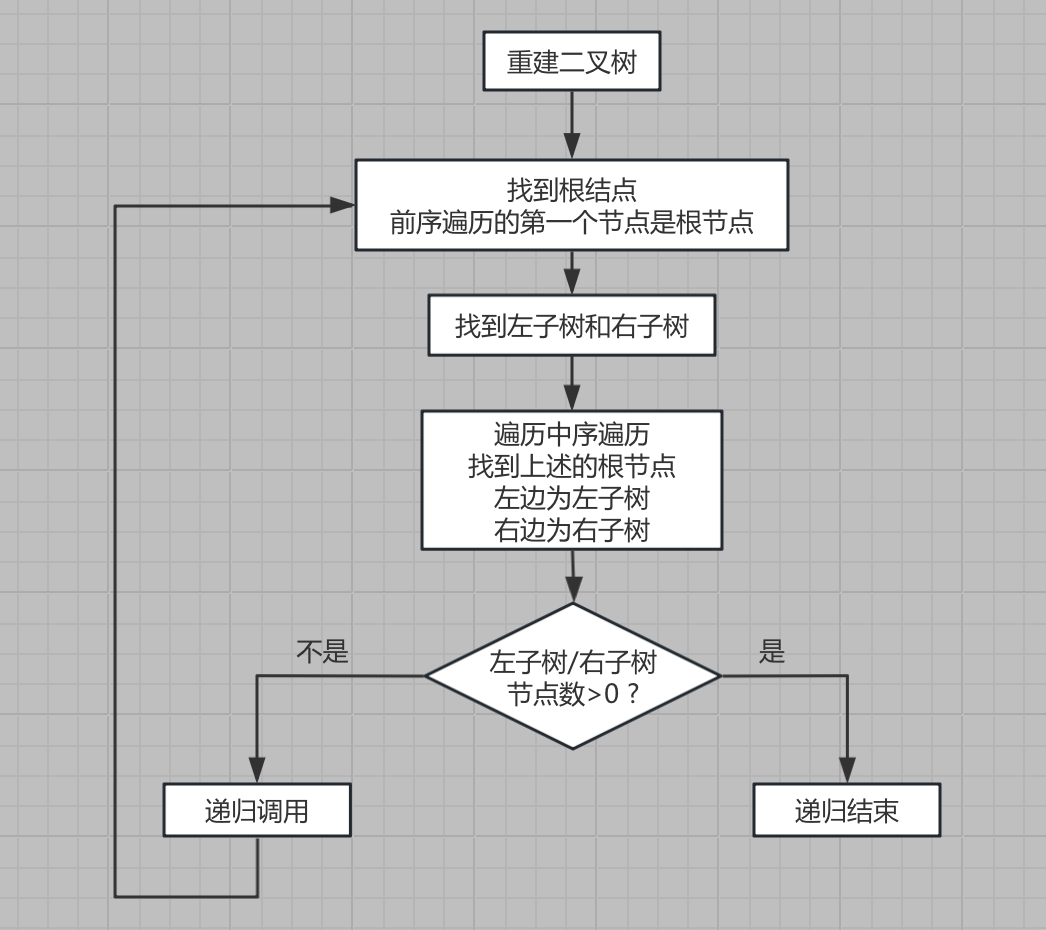 重建二叉树
找到根结点
前序遍历的第一个节点是根节点
找到左子树和右子树
遍历中序遍历
找到上述的根节点
左边为左子树
右边为右子树
左子树/右子树
节点数>0？
不是
是
递归调用
递归结束